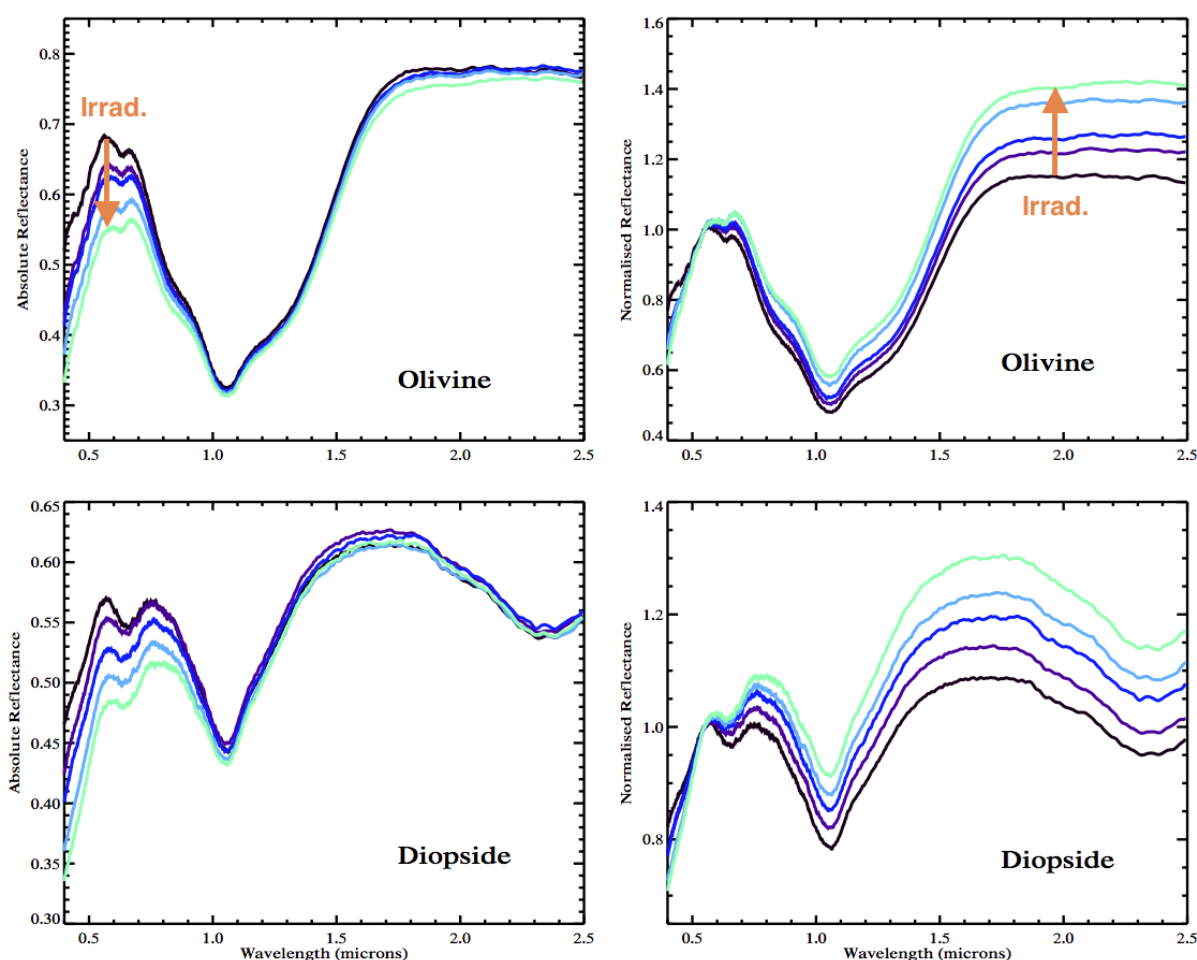 Absolute Reflectance
0.8
0.7
0.6
0.5
0.4
0.3
Irrad.
Olivine
0.5 1.0 1.5 2.0 2.5
Normalised Reflectance
1.6
1.4
1.2
1.0
0.8
0.6
0.4
Irrad.
Olivine
0.5 1.0 1.5 2.0 2.5
Absolute Reflectance
0.65
0.60
0.55
0.50
0.45
0.40
0.35
0.30
Diopside
0.5 1.0 1.5 2.0 2.5
Wavelength (microns)
Normalised Reflectance
1.4
1.2
1.0
0.8
Diopside
0.5 1.0 1.5 2.0 2.5
Wavelength (microns)